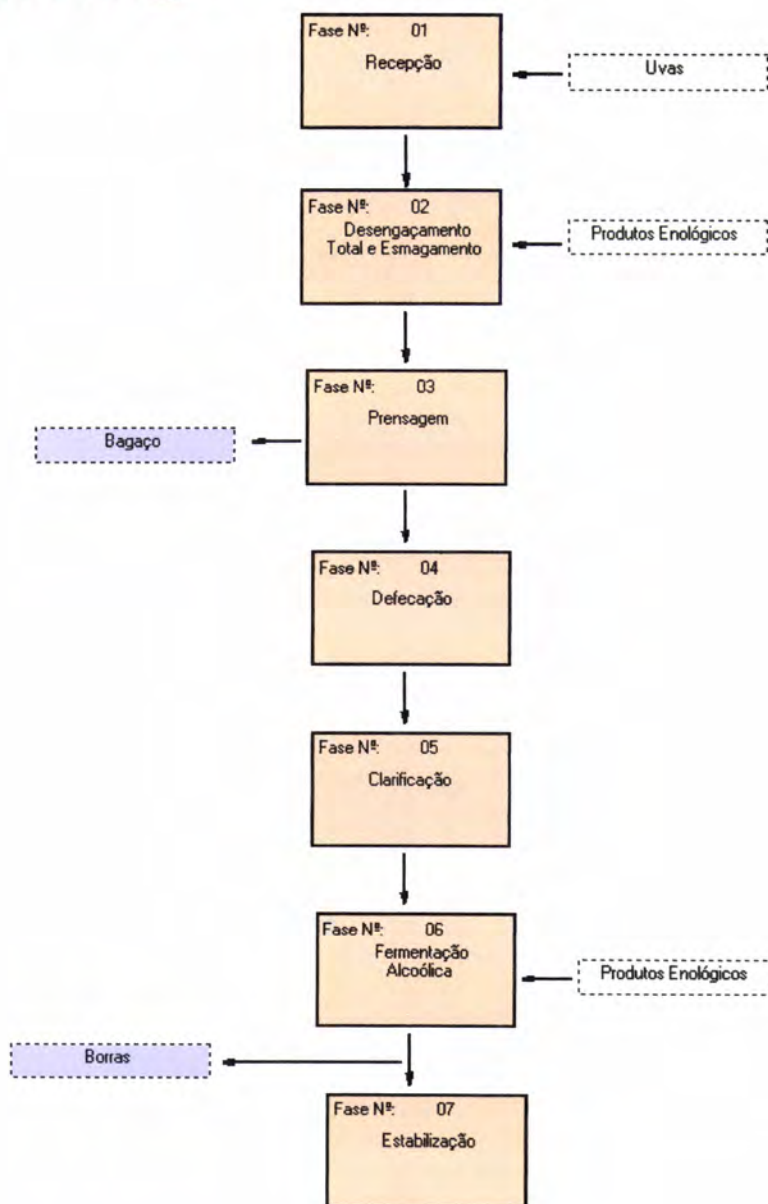 Fase Nº: 01
Recepção
Uvas
Fase Nº: 02
Desengaçamento
Total e Esmagamento
Produtos Enológicos
Fase Nº: 03
Prensagem
Bagaço
Fase Nº: 04
Defecação
Fase Nº: 05
Clarificação
Fase Nº: 06
Fermentação
Alcoólica
Produtos Enológicos
Borras
Fase Nº: 07
Estabilização